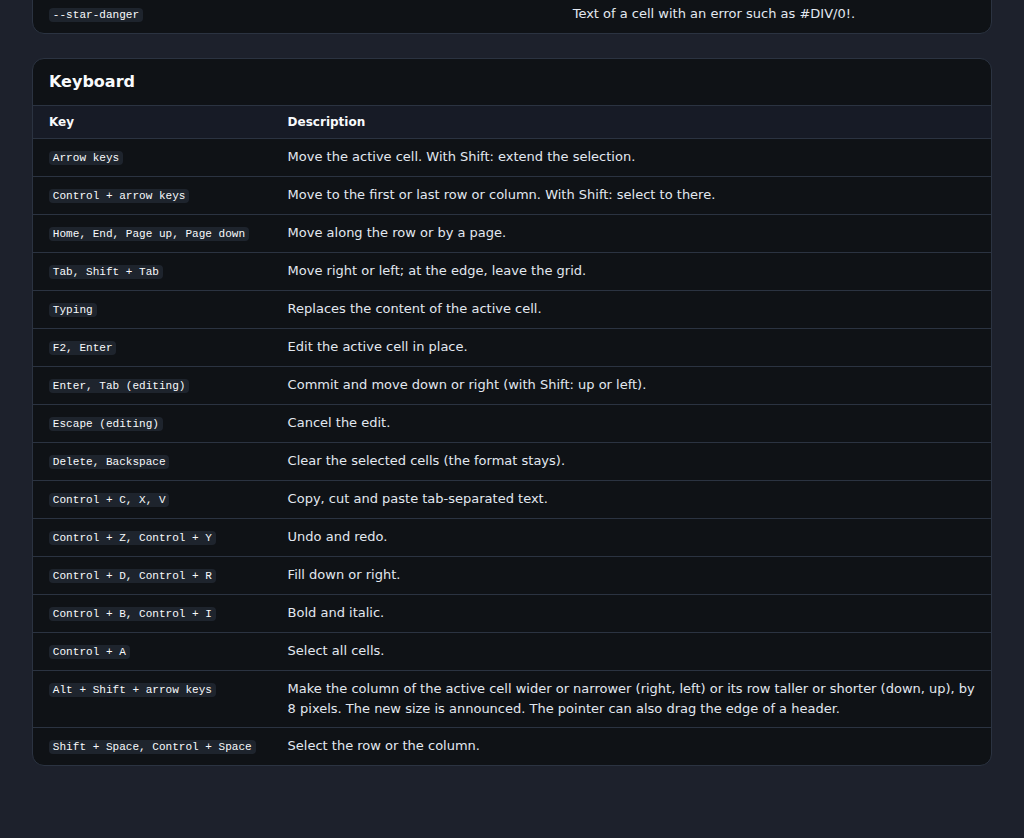 --star-danger Text of a cell with an error such as #DIV/0!.
Keyboard
Key Description
Arrow keys Move the active cell. With Shift: extend the selection.
Control + arrow keys Move to the first or last row or column. With Shift: select to there.
Home, End, Page up, Page down Move along the row or by a page.
Tab, Shift + Tab Move right or left; at the edge, leave the grid.
Typing Replaces the content of the active cell.
F2, Enter Edit the active cell in place.
Enter, Tab (editing) Commit and move down or right (with Shift: up or left).
Escape (editing) Cancel the edit.
Delete, Backspace Clear the selected cells (the format stays).
Control + C, X, V Copy, cut and paste tab-separated text.
Control + Z, Control + Y Undo and redo.
Control + D, Control + R Fill down or right.
Control + B, Control + I Bold and italic.
Control + A Select all cells.
Alt + Shift + arrow keys Make the column of the active cell wider or narrower (right, left) or its row taller or shorter (down, up), by
8 pixels. The new size is announced. The pointer can also drag the edge of a header.
Shift + Space, Control + Space Select the row or the column.